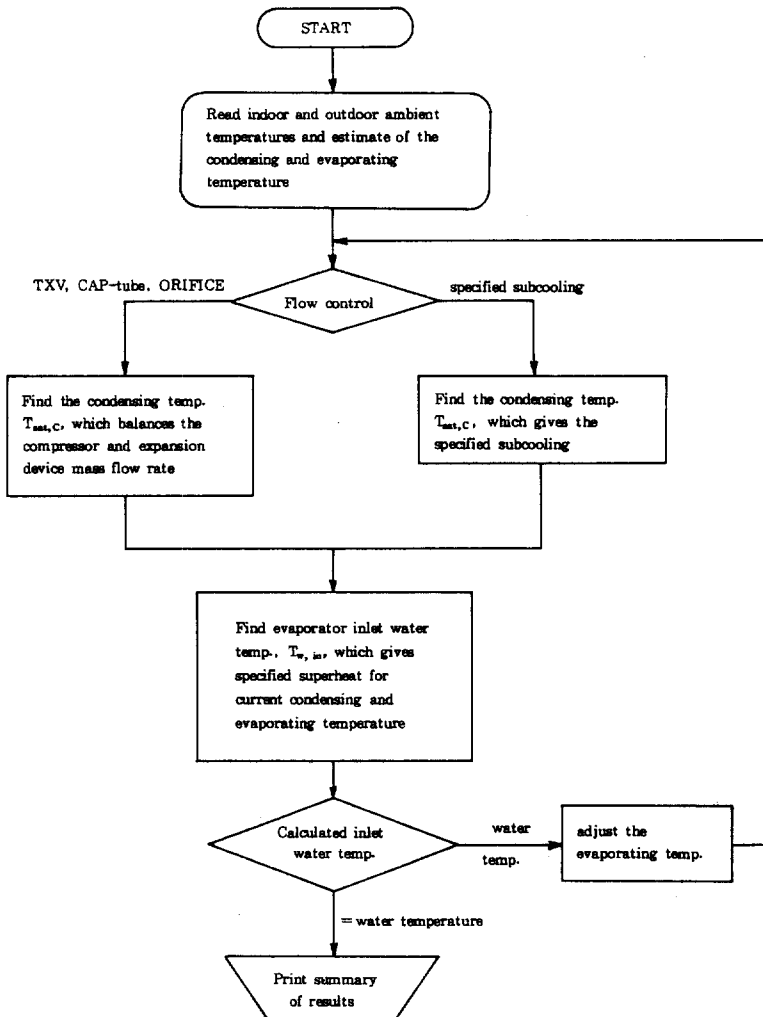 START
Read indoor and outdoor ambient
temperatures and estimate of the
condensing and evaporating
temperature
TXV, CAP-tube, ORIFICE
Flow control
specified subcooling
Find the condensing temp.
T_sat,C, which balances the
compressor and expansion
device mass flow rate
Find the condensing temp.
T_sat,C, which gives the
specified subcooling
Find evaporator inlet water
temp., T_w, in, which gives
specified superheat for
current condensing and
evaporating temperature
Calculated inlet
water temp.
water
temp.
adjust the
evaporating temp.
=water temperature
Print summary
of results